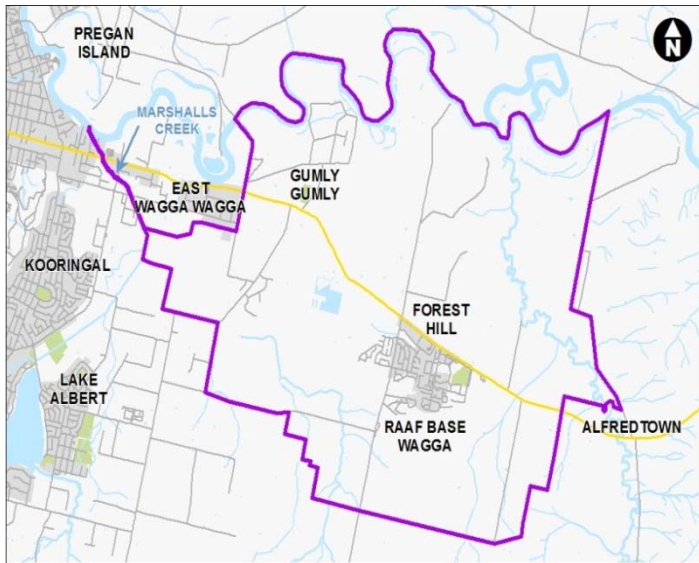 PREGAN
ISLAND
N
MARSHALLS
CREEK
EAST
WAGGA WAGGA
GUMLY
GUMLY
KOORINGAL
FOREST
HILL
LAKE
ALBERT
RAAF BASE
WAGGA
ALFREDTOWN